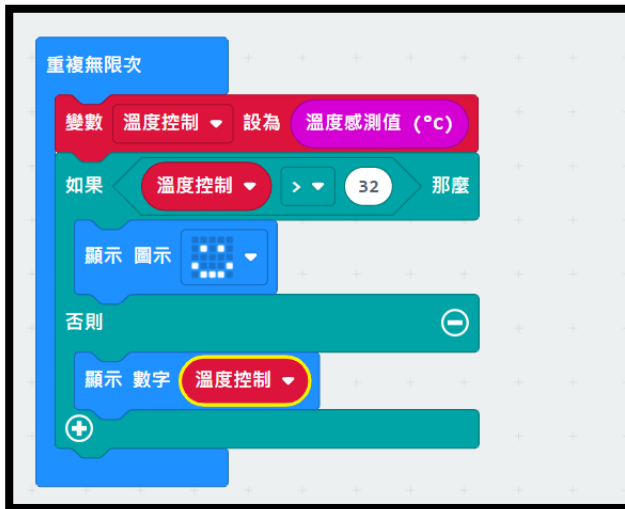 重複無限次
變數 溫度控制 設為 溫度感測值 (°C)
如果 溫度控制 > 32 那麼
顯示 圖示
否則
顯示 數字 溫度控制